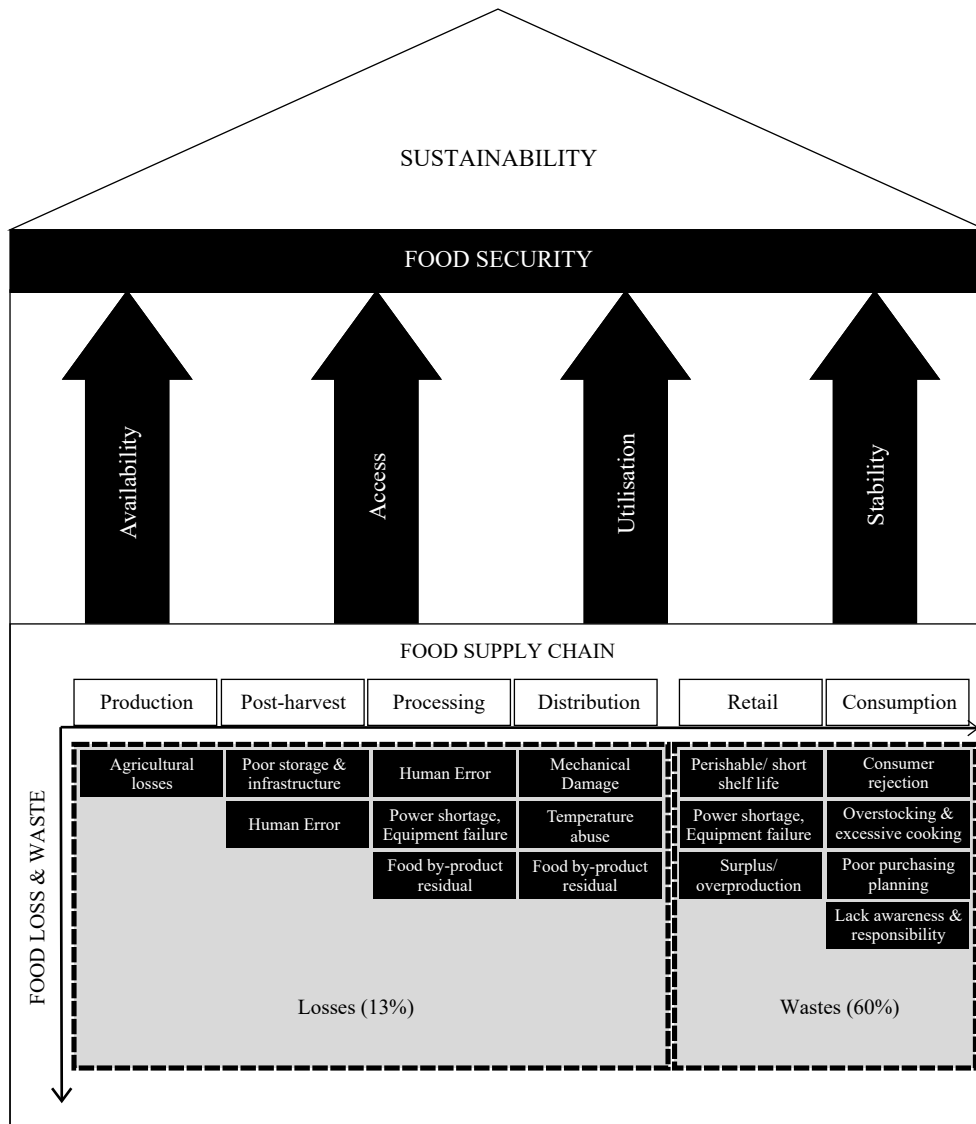 SUSTAINABILITY
FOOD SECURITY
Availability
Access
Utilisation
Stability
FOOD SUPPLY CHAIN
Production
Post-harvest
Processing
Distribution
Retail
Consumption
FOOD LOSS & WASTE
Agricultural
losses
Poor storage &
infrastructure
Human Error
Human Error
Power shortage,
Equipment failure
Food by-product
residual
Mechanical
Damage
Temperature
abuse
Food by-product
residual
Perishable/ short
shelf life
Power shortage,
Equipment failure
Surplus/
overproduction
Consumer
rejection
Overstocking &
excessive cooking
Poor purchasing
planning
Lack awareness &
responsibility
Losses (13%)
Wastes (60%)